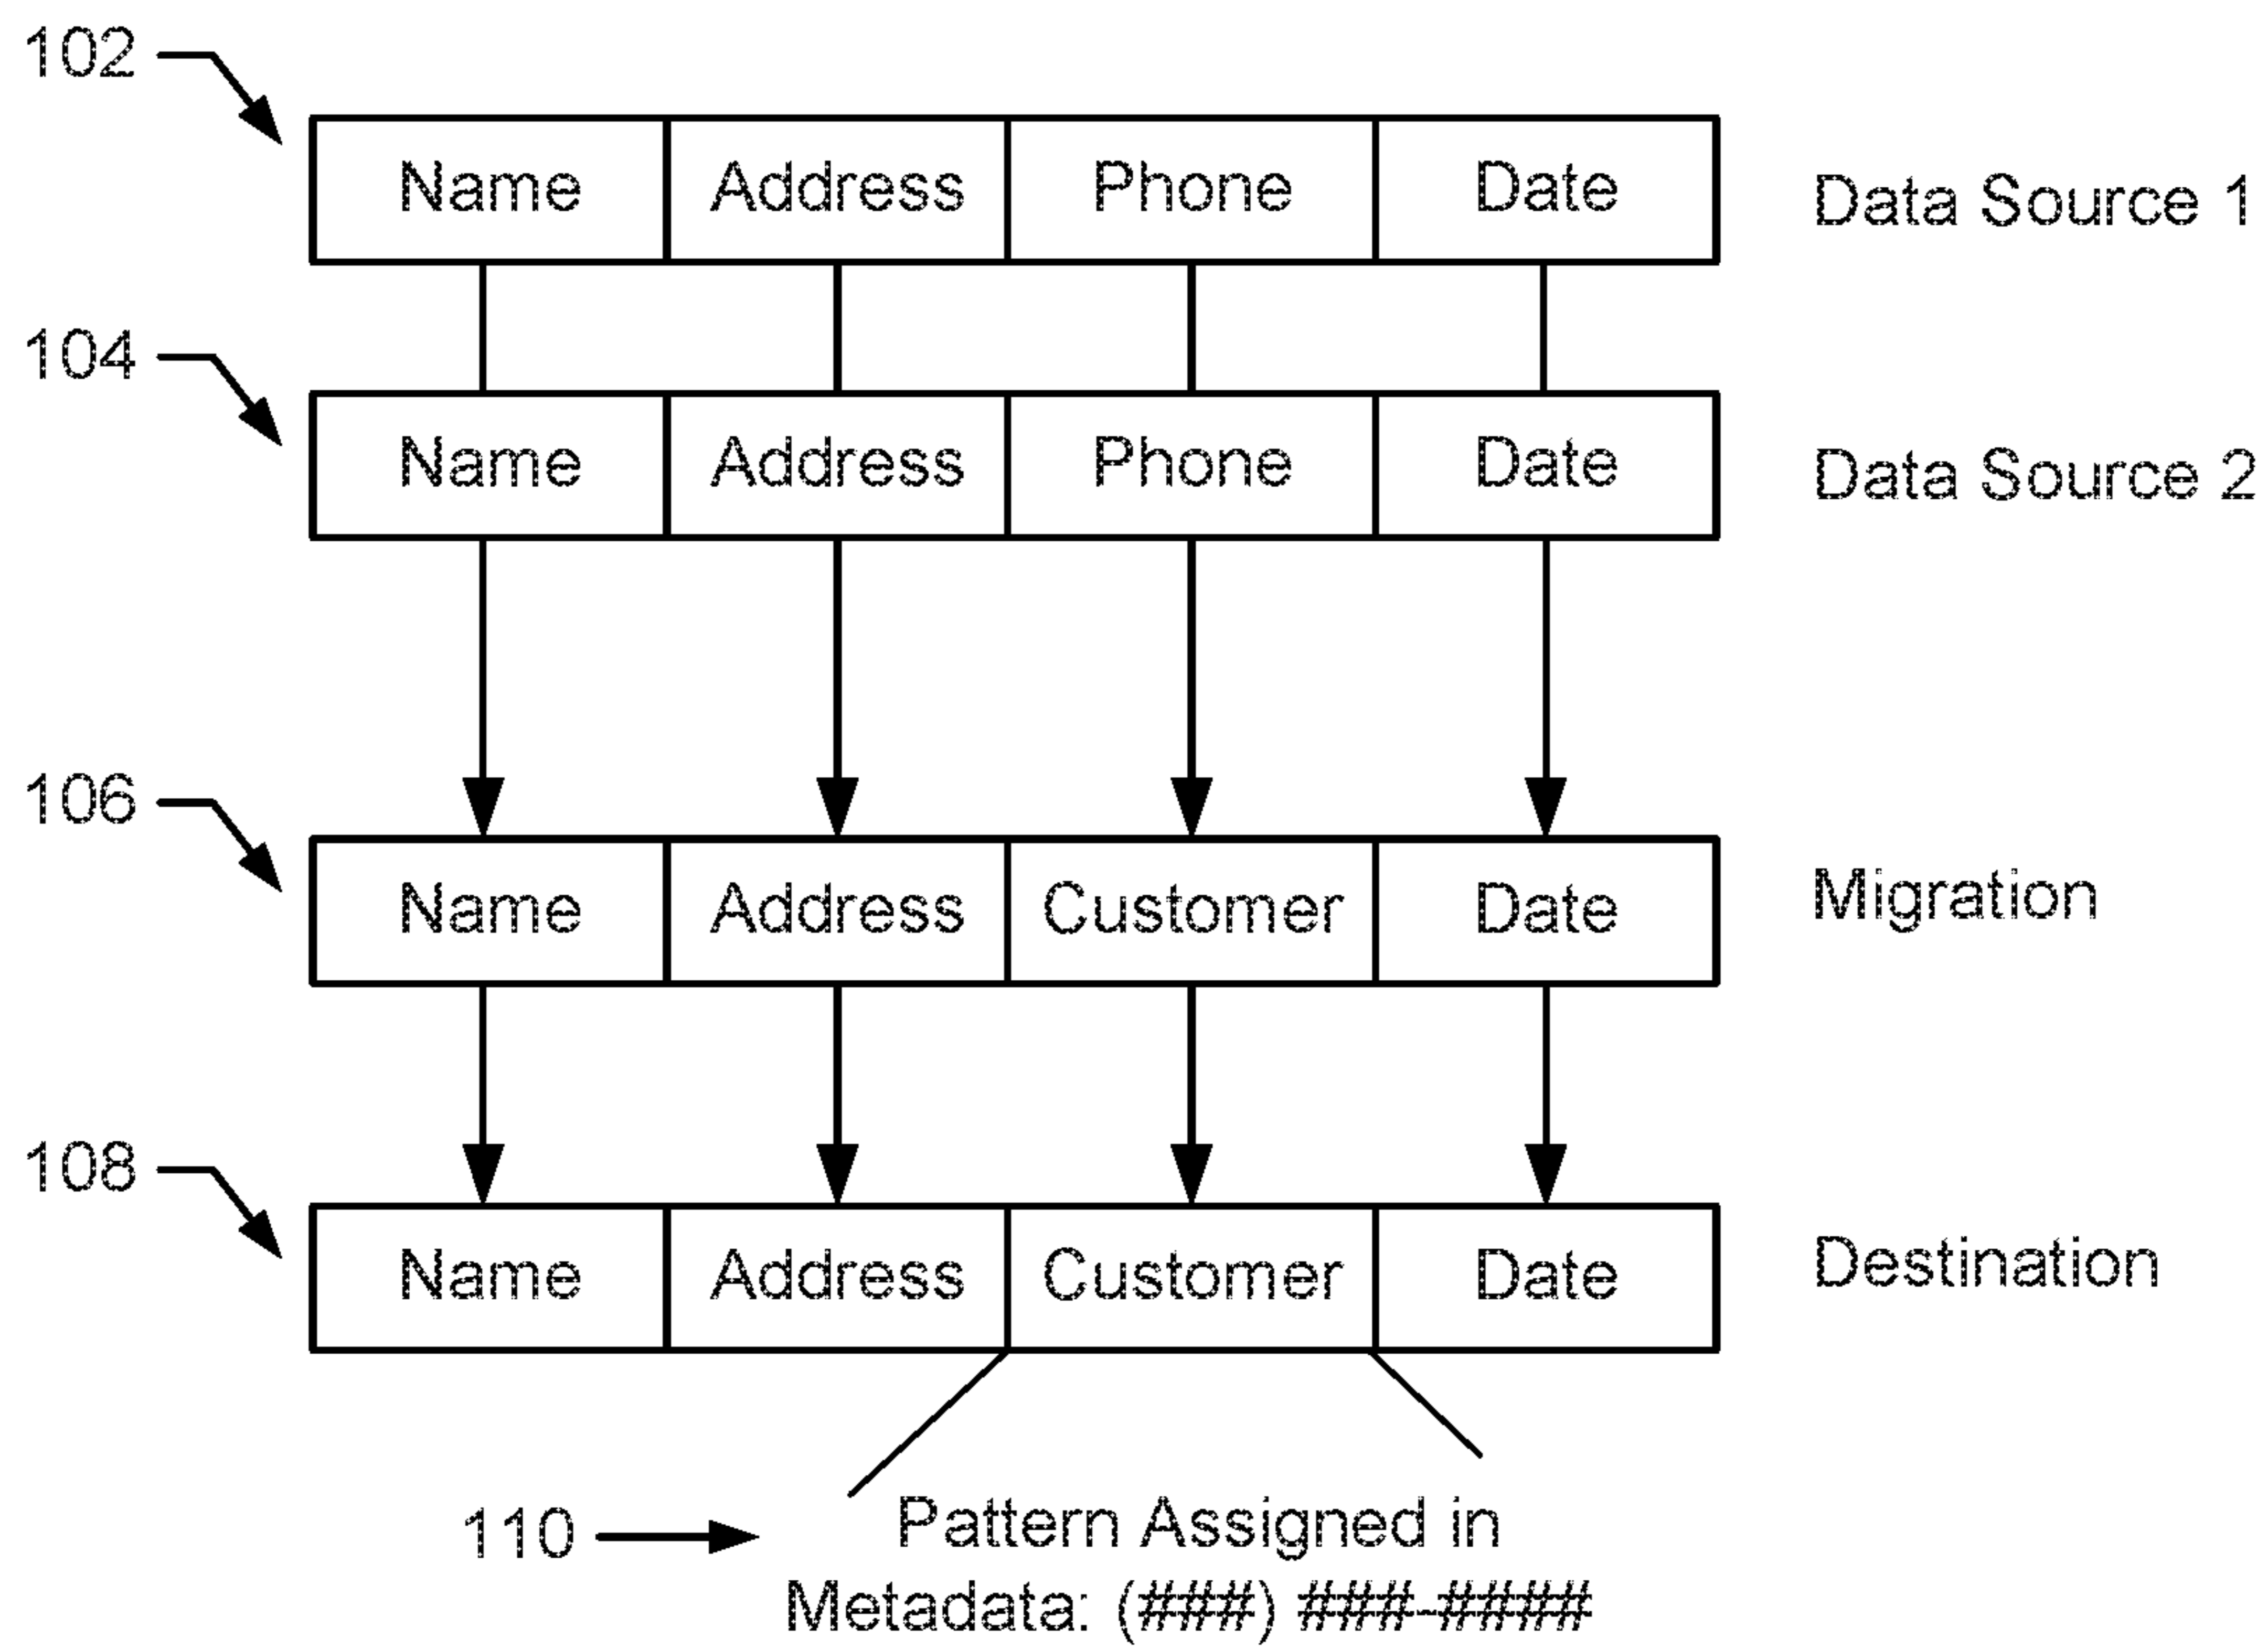 102
Name Address Phone Date Data Source 1
104
Name Address Phone Date Data Source 2
106
Name Address Customer Date Migration
108
Name Address Customer Date Destination
110 Pattern Assigned in
Metadata: (###) ###-####